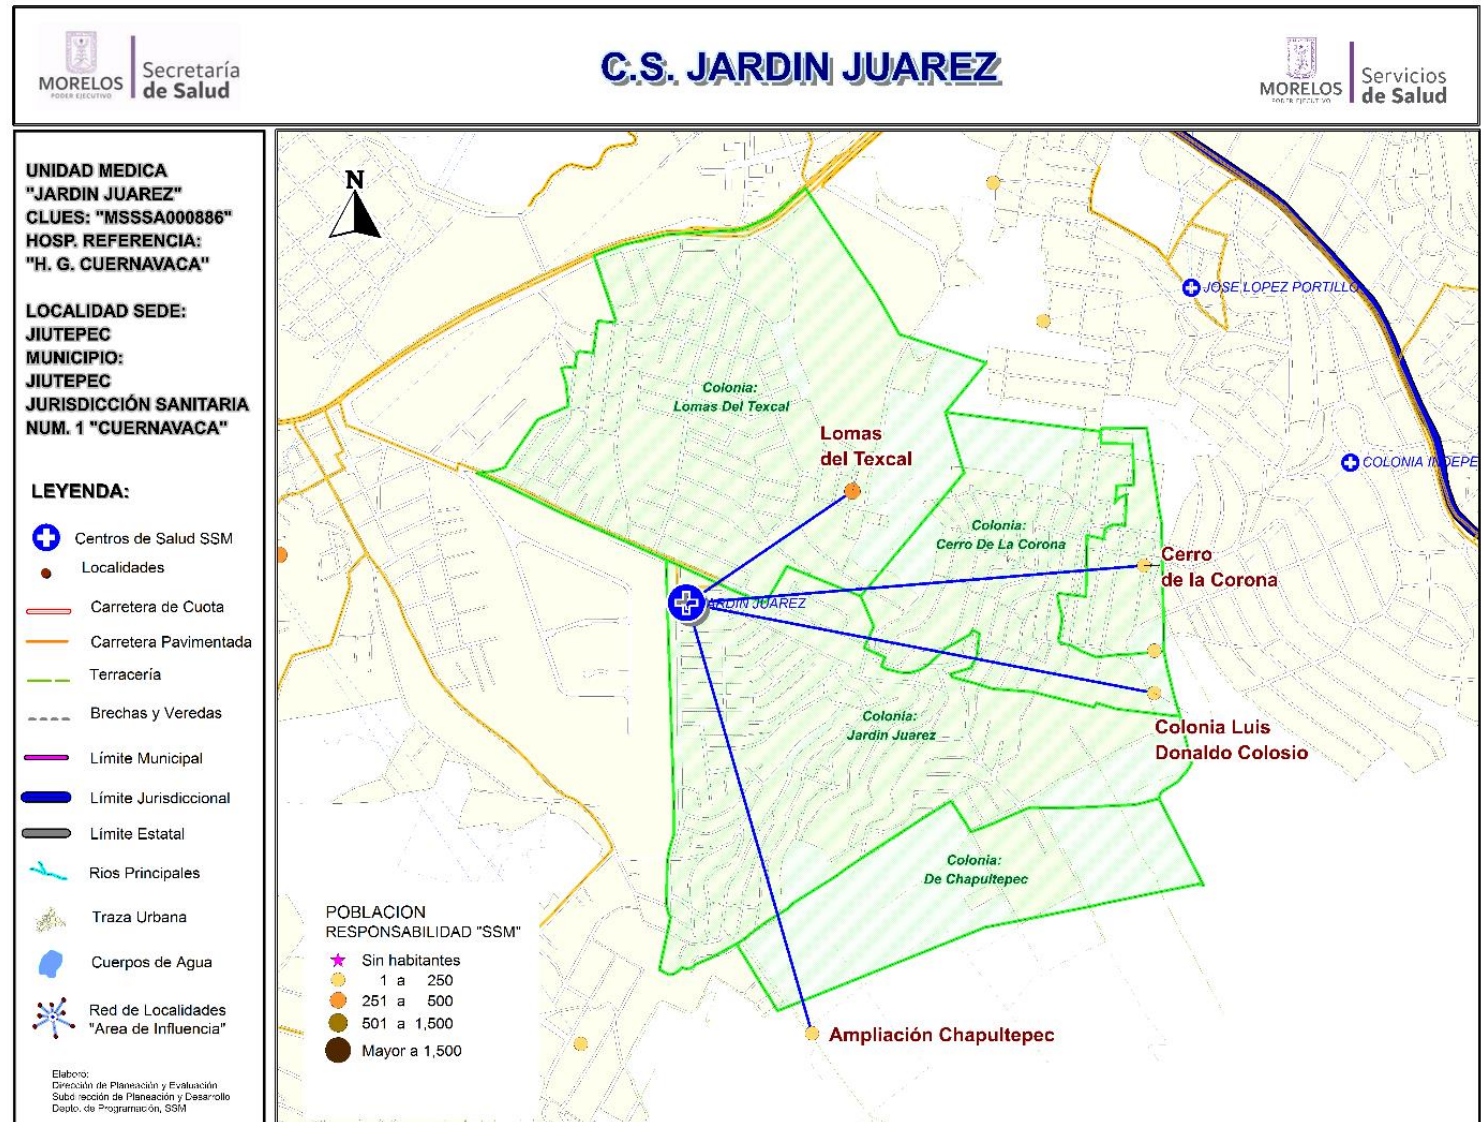 MORELOS
PODER EJECUTIVO
Secretaría
de Salud
C.S. JARDIN JUAREZ
MORELOS
PODER EJECUTIVO
Servicios
de Salud
UNIDAD MEDICA
"JARDIN JUAREZ"
CLUES: "MSSSA000886"
HOSP. REFERENCIA:
"H. G. CUERNAVACA"
LOCALIDAD SEDE:
JIUTEPEC
MUNICIPIO:
JIUTEPEC
JURISDICCIÓN SANITARIA
NUM. 1 "CUERNAVACA"
LEYENDA:
Centros de Salud SSM
Localidades
Carretera de Cuota
Carretera Pavimentada
Terracería
Brechas y Veredas
Límite Municipal
Límite Jurisdiccional
Límite Estatal
Rios Principales
Traza Urbana
Cuerpos de Agua
Red de Localidades
"Area de Influencia"
Elaboro:
Dirección de Planeación y Evaluación
Subdirección de Planeación y Desarrollo
Depto. de Programación, SSM
N
JOSE LOPEZ PORTILLO
COLONIA INDEPE
Colonia:
Lomas Del Texcal
Lomas
del Texcal
Colonia:
Cerro De La Corona
Cerro
de la Corona
JARDIN JUAREZ
Colonia:
Jardin Juarez
Colonia Luis
Donaldo Colosio
Colonia:
De Chapultepec
Ampliación Chapultepec
POBLACION
RESPONSABILIDAD "SSM"
Sin habitantes
1 a 250
251 a 500
501 a 1,500
Mayor a 1,500